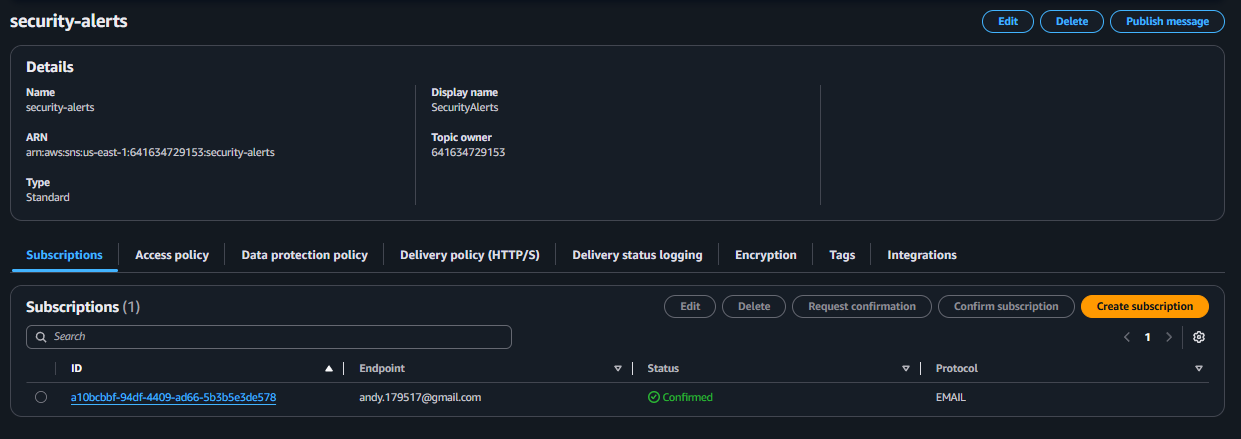 security-alerts
Edit
Delete
Publish message
Details
Name
security-alerts
Display name
SecurityAlerts
ARN
arn:aws:sns:us-east-1:641634729153:security-alerts
Topic owner
641634729153
Type
Standard
Subscriptions
Access policy
Data protection policy
Delivery policy (HTTP/S)
Delivery status logging
Encryption
Tags
Integrations
Subscriptions (1)
Edit
Delete
Request confirmation
Confirm subscription
Create subscription
Search
1
ID
Endpoint
Status
Protocol
a10bcbbf-94df-4409-ad66-5b3b5e3de578
andy.179517@gmail.com
Confirmed
EMAIL